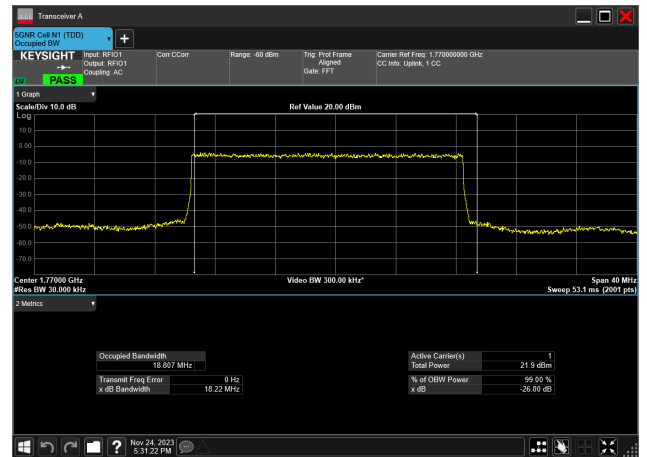 Transceiver A
5GNR Cell N1 (TDD)
Occupied BW
KEYSIGHT
Input: RFIO1
Output: RFIO1
Coupling: AC
Corr CCorr
Range: -60 dBm
Trig: Prot Frame
Aligned
Gate: FFT
Carrier Ref Freq: 1.770000000 GHz
CC Info: Uplink, 1 CC
PASS
1 Graph
Scale/Div 10.0 dB
Ref Value 20.00 dBm
Log
10.0
0.00
-10.0
-20.0
-30.0
-40.0
-50.0
-60.0
-70.0
Center 1.77000 GHz
Video BW 300.00 kHz*
Span 40 MHz
#Res BW 30.000 kHz
Sweep 53.1 ms (2001 pts)
2 Metrics
Occupied Bandwidth
18.807 MHz
Active Carrier(s) 1
Total Power 21.9 dBm
Transmit Freq Error 0 Hz
x dB Bandwidth 18.22 MHz
% of OBW Power 99.00 %
x dB -26.00 dB
Nov 24, 2023
5:31:22 PM